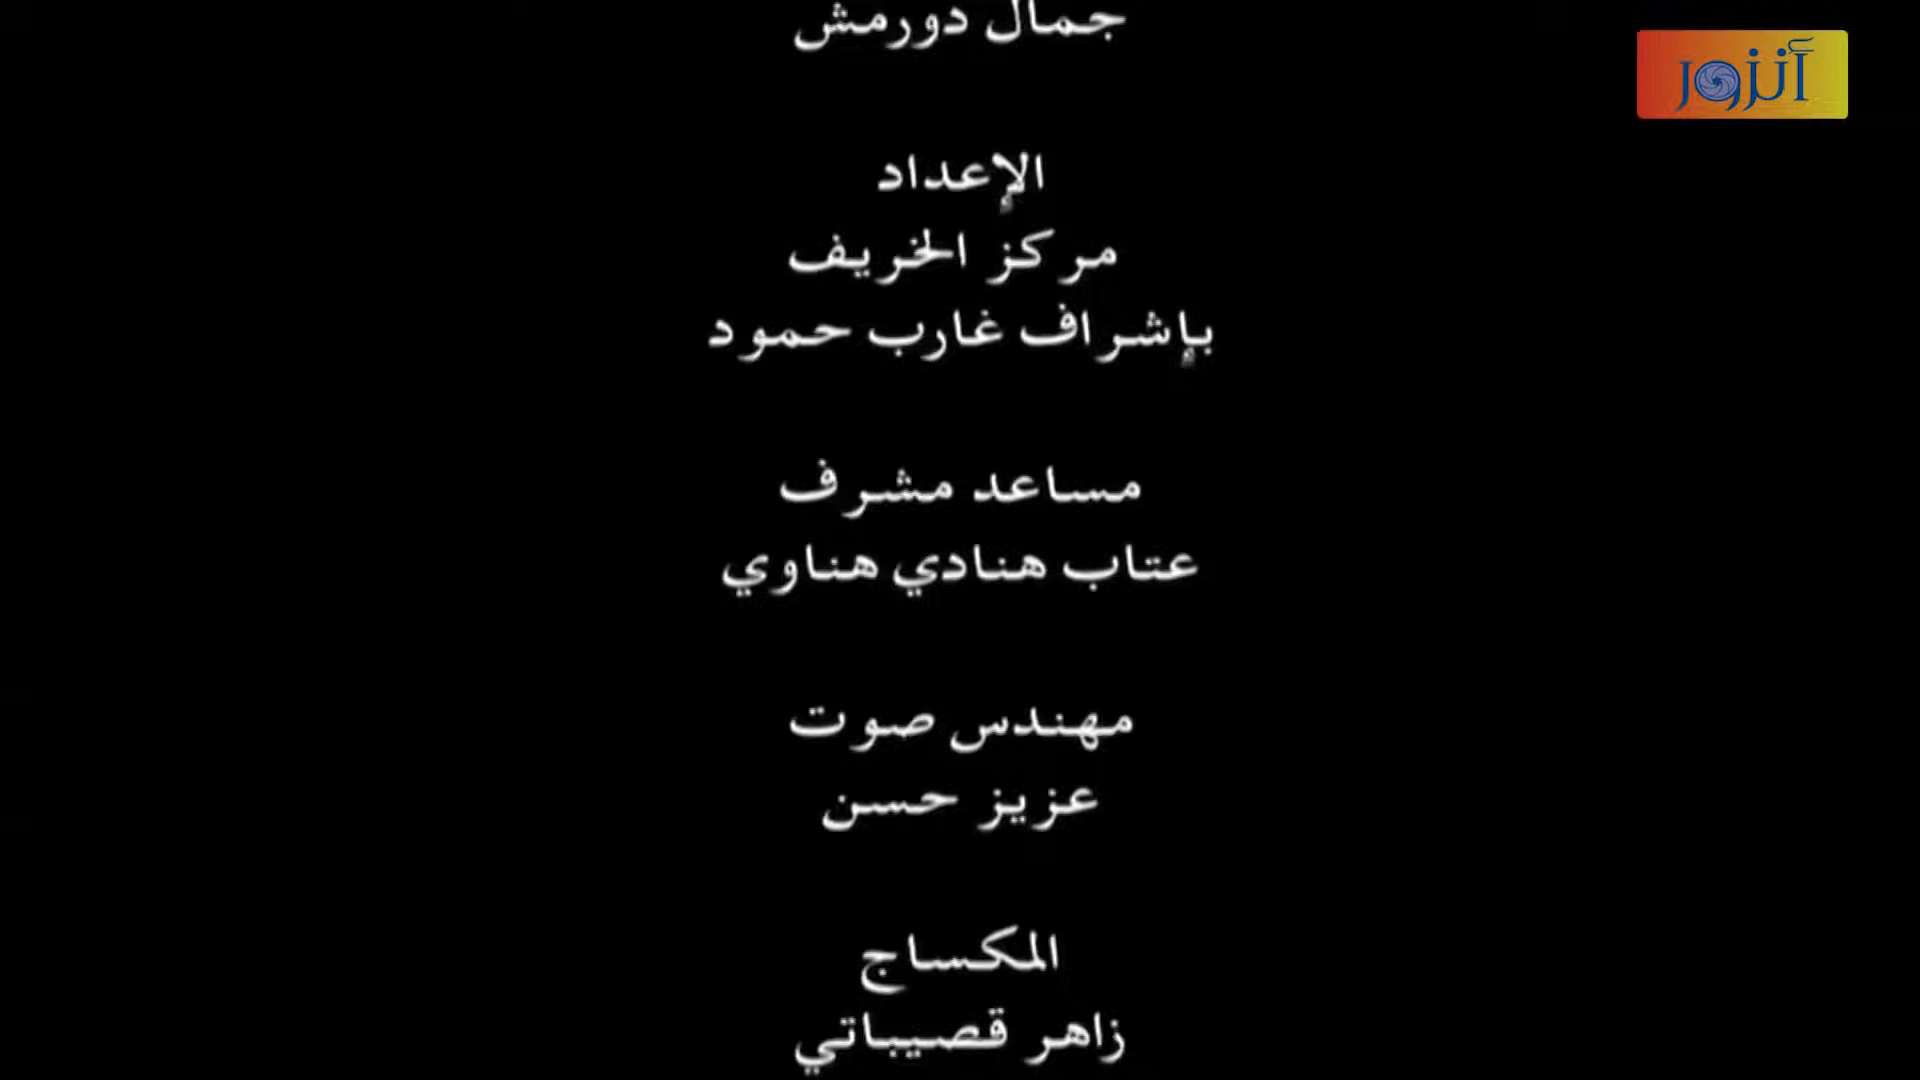 جمال دورمش
أنزور
الإعداد
مركز الخريف
بإشراف غارب حمود
مساعد مشرف
عتاب هنادي هناوي
مهندس صوت
عزيز حسن
المكساج
زاهر قصيباتي